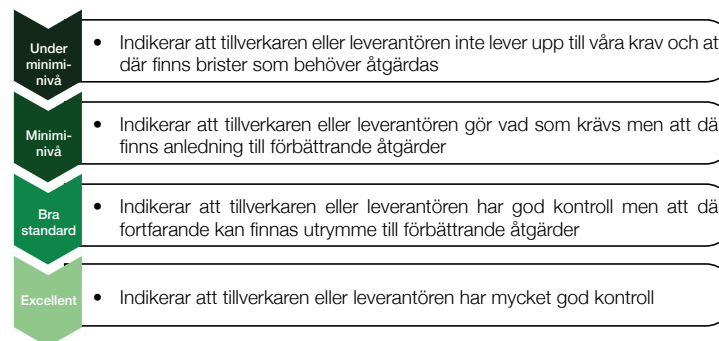 Under
minimi-
nivå
• Indikerar att tillverkaren eller leverantören inte lever upp till våra krav och at
där finns brister som behöver åtgärdas
Minimi-
nivå
• Indikerar att tillverkaren eller leverantören gör vad som krävs men att dä
finns anledning till förbättrande åtgärder
Bra
standard
• Indikerar att tillverkaren eller leverantören har god kontroll men att dä
fortfarande kan finnas utrymme till förbättrande åtgärder
Excellent
• Indikerar att tillverkaren eller leverantören har mycket god kontroll